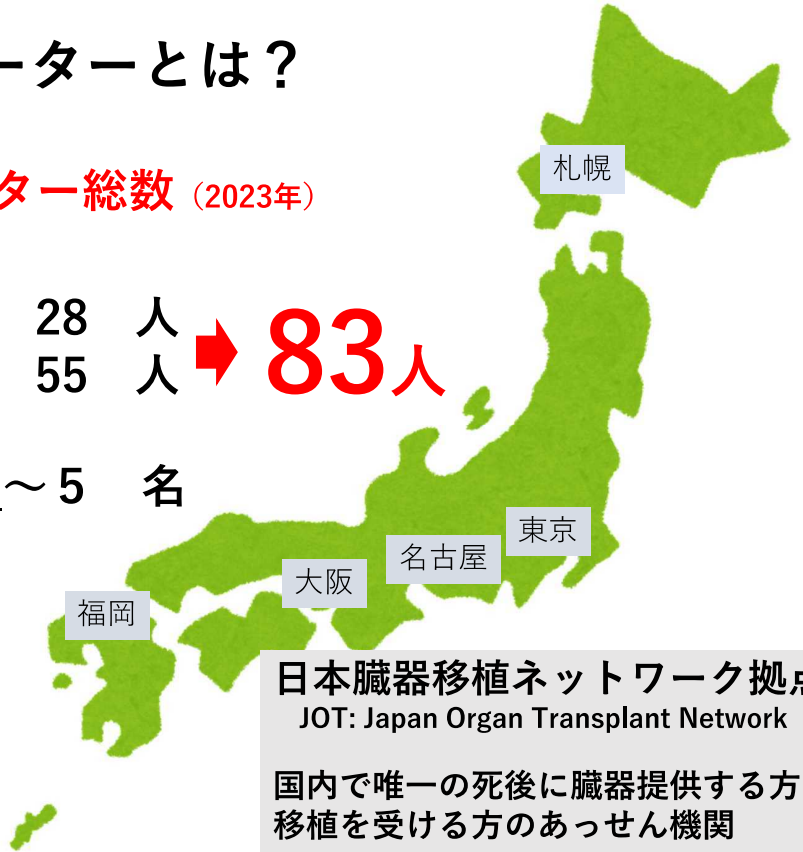 ーターとは？
ター総数（2023年）
28 人
55 人
83人
～5 名
札幌
東京
名古屋
大阪
福岡
日本臓器移植ネットワーク拠点
JOT: Japan Organ Transplant Network
国内で唯一の死後に臓器提供する方
移植を受ける方のあっせん機関